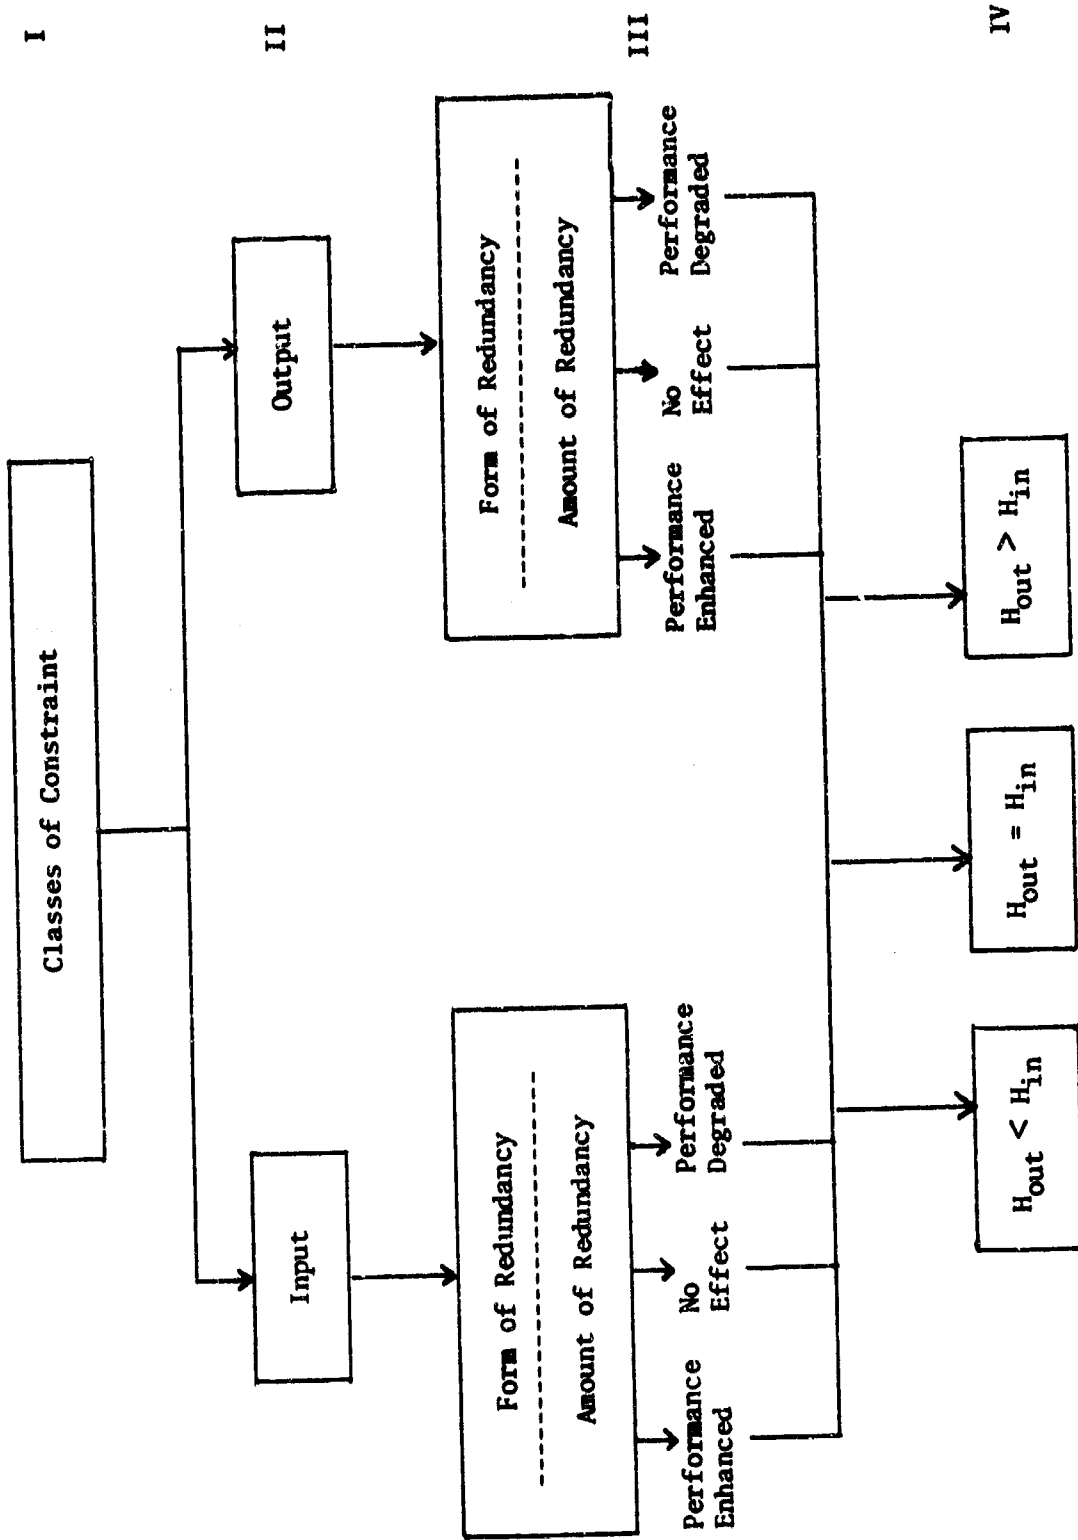 I
Classes of Constraint
II
Input
Output
III
Form of Redundancy
Amount of Redundancy
Form of Redundancy
Amount of Redundancy
Performance
Enhanced
No
Effect
Performance
Degraded
Performance
Enhanced
No
Effect
Performance
Degraded
IV
H_out < H_in
H_out = H_in
H_out > H_in